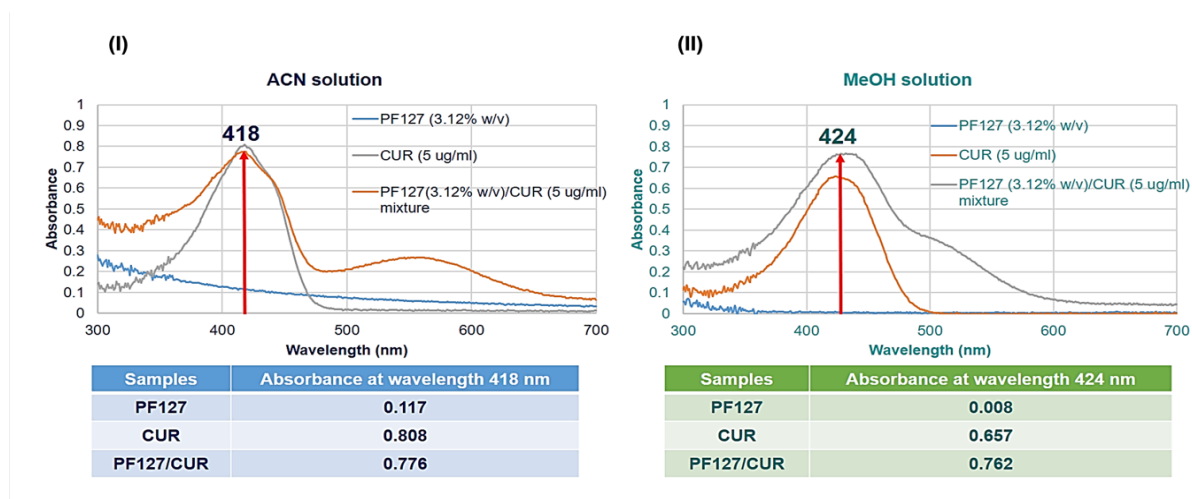 (I)
ACN solution
1
0.9
0.8
0.7
0.6
0.5
0.4
0.3
0.2
0.1
0
Absorbance
418
PF127 (3.12% w/v)
CUR (5 ug/ml)
PF127(3.12% w/v)/CUR (5 ug/ml)
mixture
300 400 500 600 700
Wavelength (nm)
Samples Absorbance at wavelength 418 nm
PF127 0.117
CUR 0.808
PF127/CUR 0.776
(II)
MeOH solution
1
0.9
0.8
0.7
0.6
0.5
0.4
0.3
0.2
0.1
0
Absorbance
424
PF127 (3.12% w/v)
CUR (5 ug/ml)
PF127 (3.12% w/v)/CUR (5 ug/ml)
mixture
300 400 500 600 700
Wavelength (nm)
Samples Absorbance at wavelength 424 nm
PF127 0.008
CUR 0.657
PF127/CUR 0.762